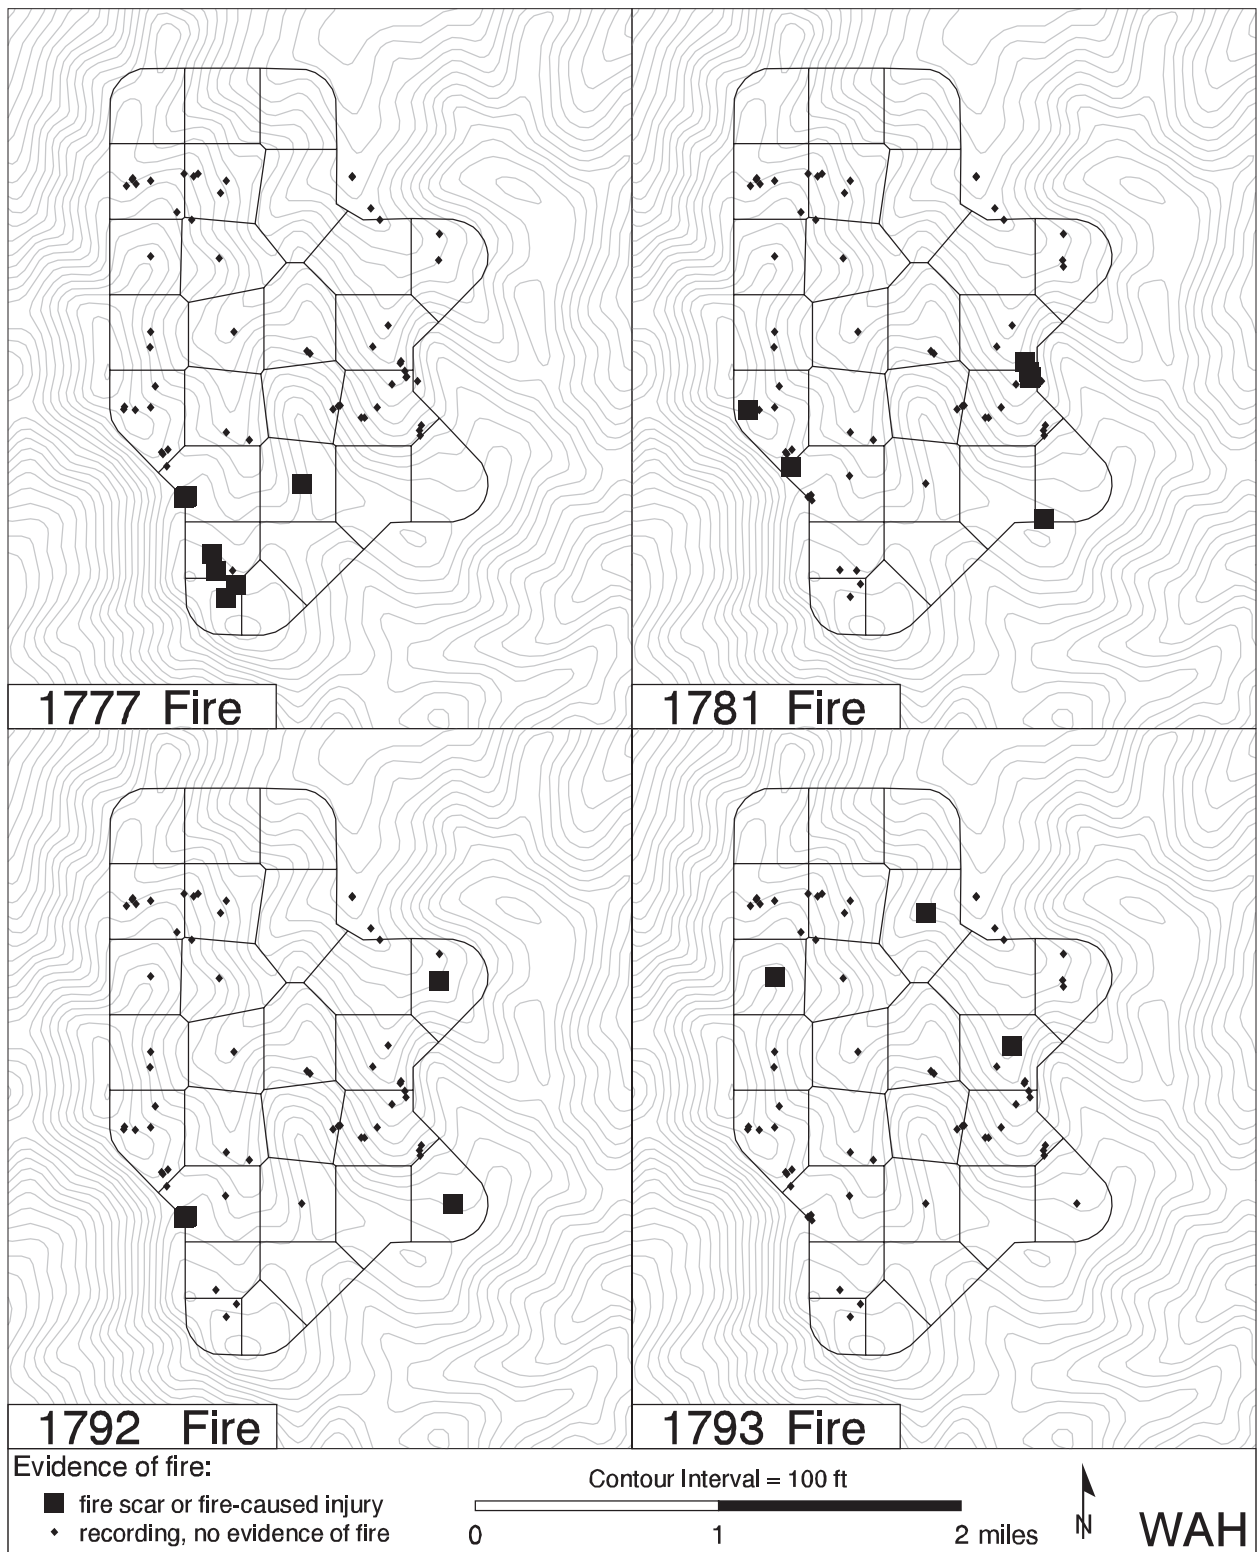 1777 Fire
1781 Fire
1792 Fire
1793 Fire
Evidence of fire:
fire scar or fire-caused injury
recording, no evidence of fire
Contour Interval = 100 ft
0 1 2 miles
N
WAH